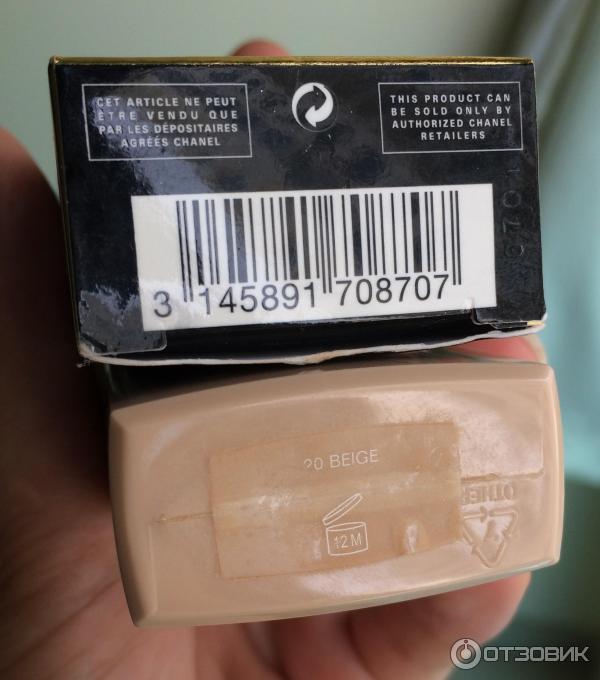 CET ARTICLE NE PEUT
ÊTRE VENDU QUE
PAR LES DÉPOSITAIRES
AGRÉÉS CHANEL
THIS PRODUCT CAN
BE SOLD ONLY BY
AUTHORIZED CHANEL
RETAILERS
3 145891 708707
20 BEIGE
12 M
ОТЗОВИК